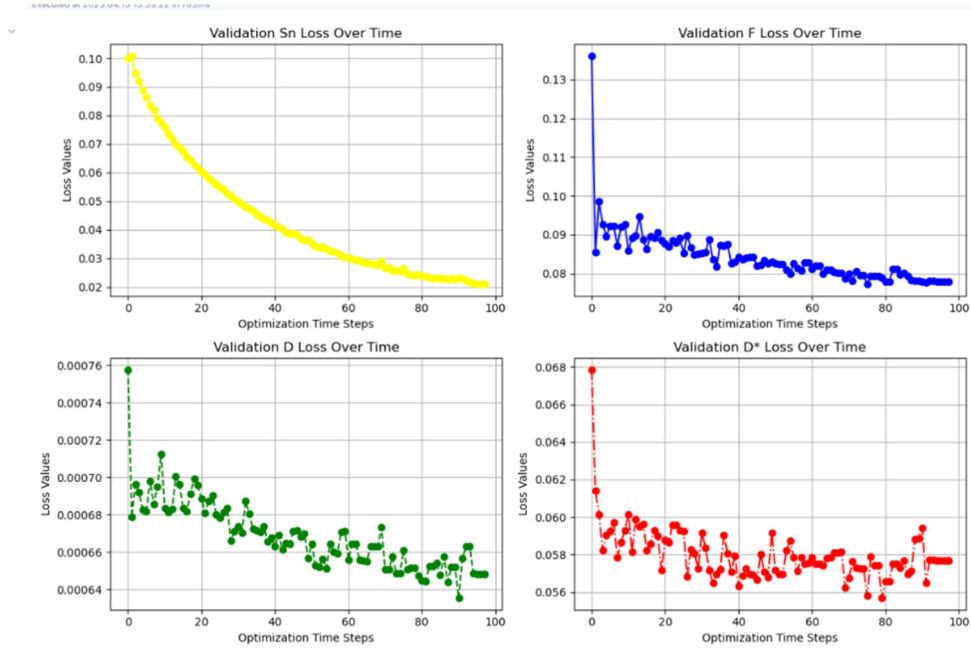 Validation Sn Loss Over Time
0.10
0.09
0.08
0.07
0.06
0.05
0.04
0.03
0.02
Loss Values
0 20 40 60 80 100
Optimization Time Steps
Validation F Loss Over Time
0.13
0.12
0.11
0.10
0.09
0.08
Loss Values
0 20 40 60 80 100
Optimization Time Steps
Validation D Loss Over Time
0.00076
0.00074
0.00072
0.00070
0.00068
0.00066
0.00064
Loss Values
0 20 40 60 80 100
Optimization Time Steps
Validation D* Loss Over Time
0.068
0.066
0.064
0.062
0.060
0.058
0.056
Loss Values
0 20 40 60 80 100
Optimization Time Steps